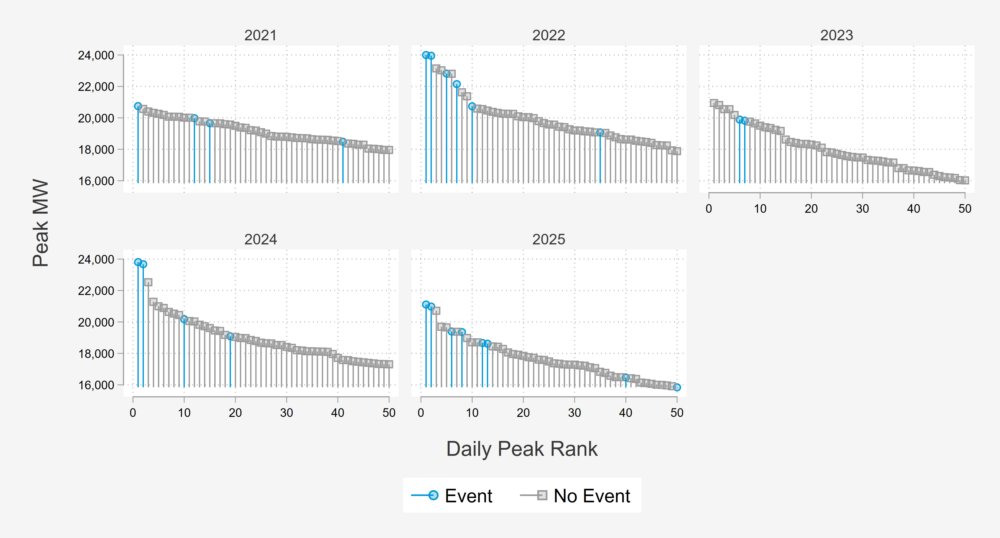 2021 2022 2023
24,000
22,000
20,000
18,000
16,000
0 10 20 30 40 50
Peak MW
2024 2025
24,000
22,000
20,000
18,000
16,000
0 10 20 30 40 50 0 10 20 30 40 50
Daily Peak Rank
Event No Event